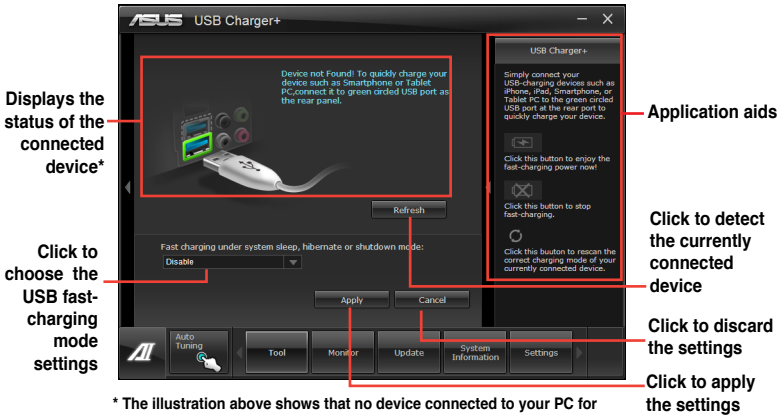 ASUS USB Charger+
Device not Found! To quickly charge your
device such as Smartphone or Tablet
PC,connect it to green circled USB port as
the rear panel.
Refresh
Fast charging under system sleep, hibernate or shutdown mode:
Disable
Apply
Cancel
USB Charger+
Simply connect your
USB-charging devices such as
iPhone, iPad, Smartphone, or
Tablet PC to the green circled
USB port at the rear port to
quickly charge your device.
Click this button to enjoy the
fast-charging power now!
Click this button to stop
fast-charging.
Click this buuton to rescan the
correct charging mode of your
currently connected device.
Auto
Tuning
Tool
Monitor
Update
System
Information
Settings
Displays the
status of the
connected
device*
Click to
choose the
USB fast-
charging
mode
settings
Application aids
Click to detect
the currently
connected
device
Click to discard
the settings
Click to apply
the settings
* The illustration above shows that no device connected to your PC for